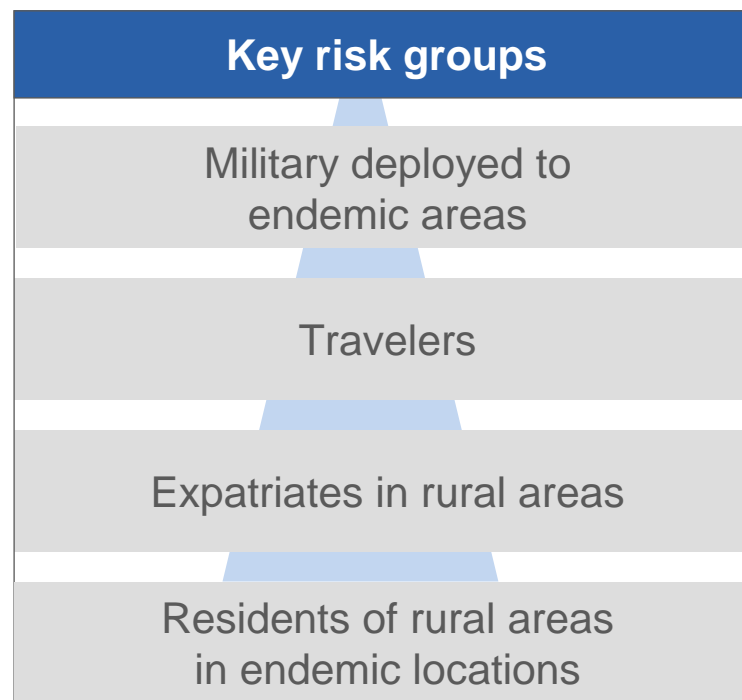 Key risk groups
Military deployed to
endemic areas
Travelers
Expatriates in rural areas
Residents of rural areas
in endemic locations